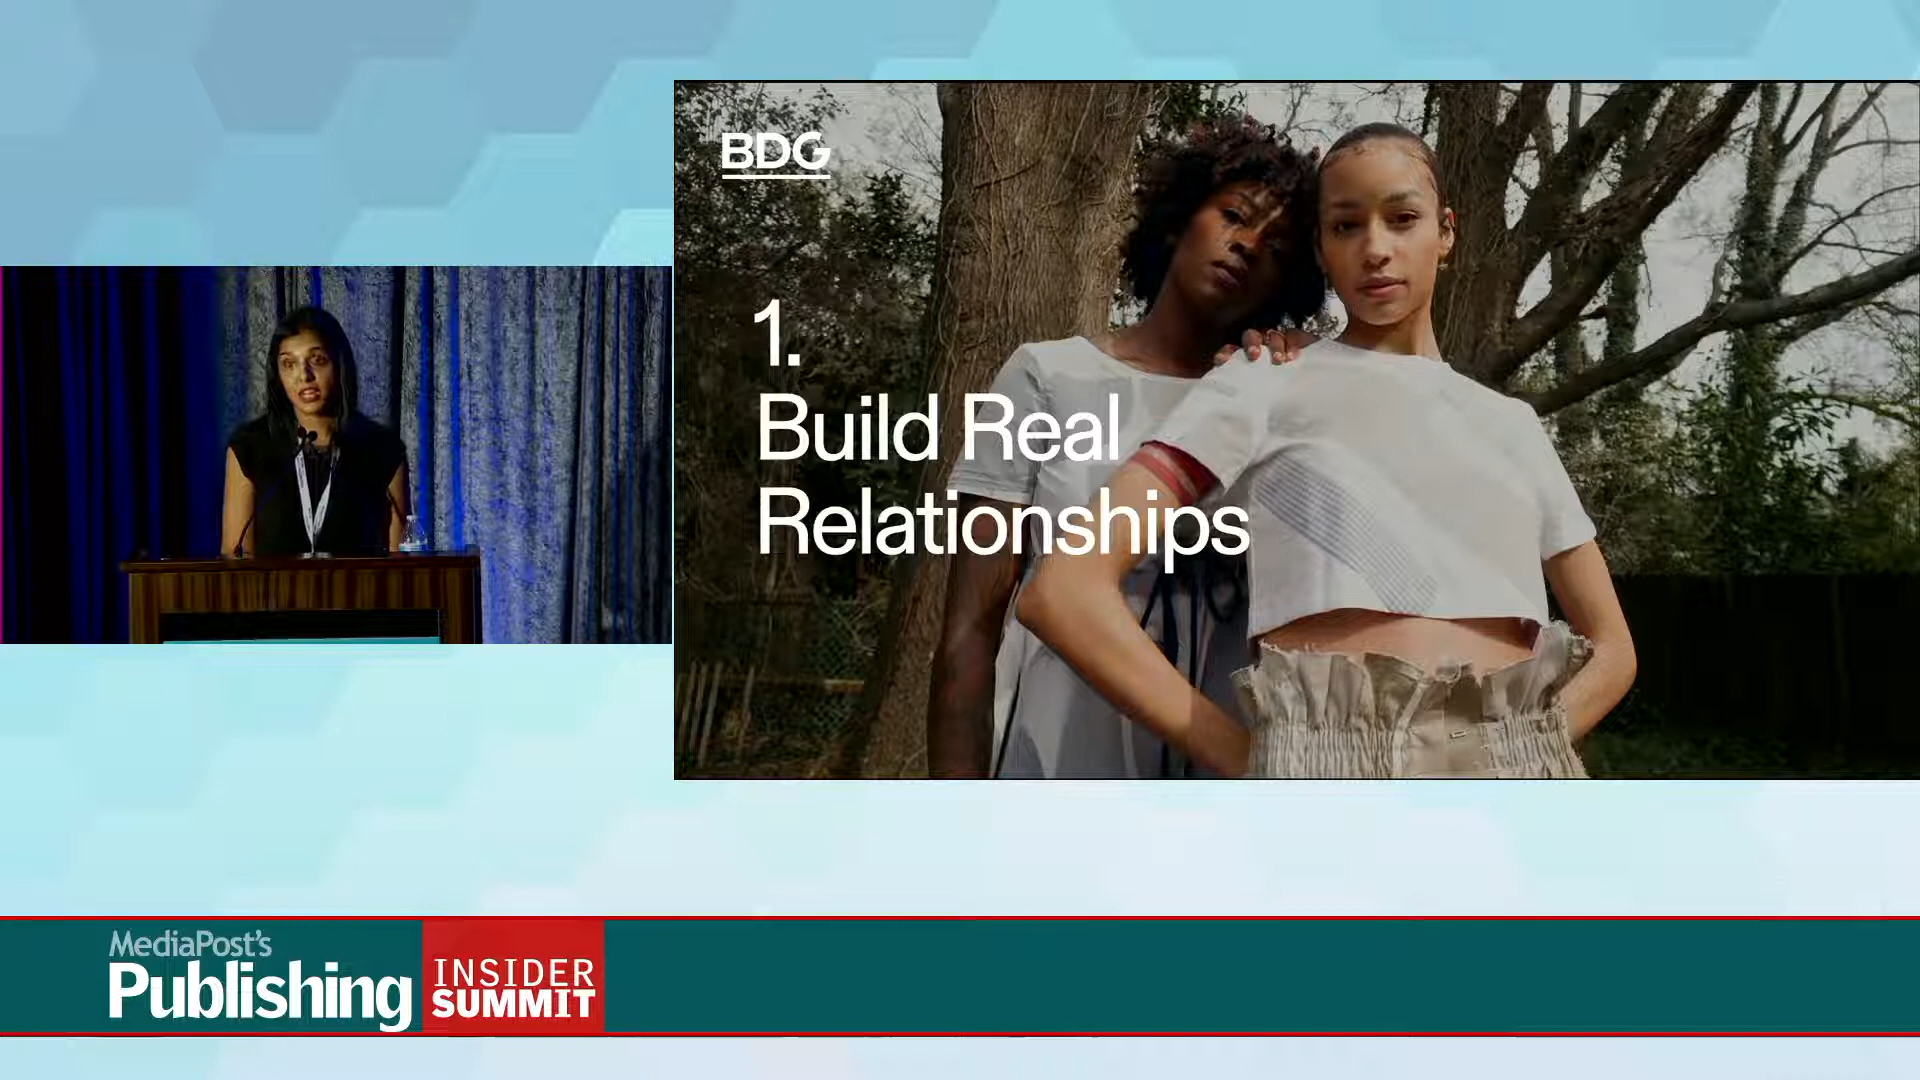 BDG
1.
Build Real
Relationships
MediaPost's
Publishing
INSIDER
SUMMIT